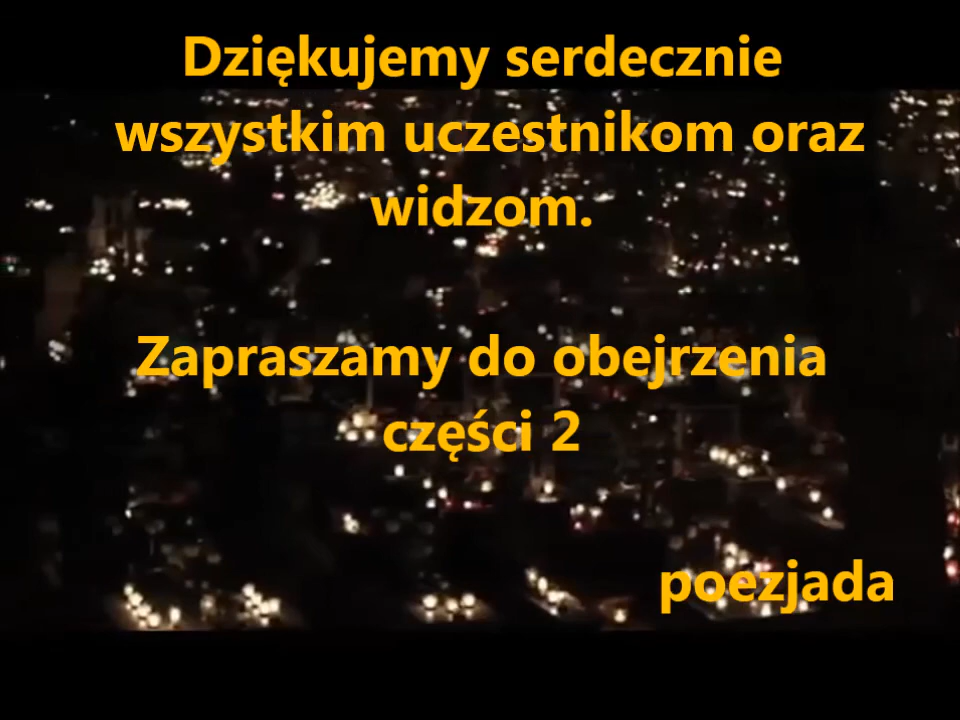 Dziękujemy serdecznie
wszystkim uczestnikom oraz
widzom.
Zapraszamy do obejrzenia
części 2
poezjada